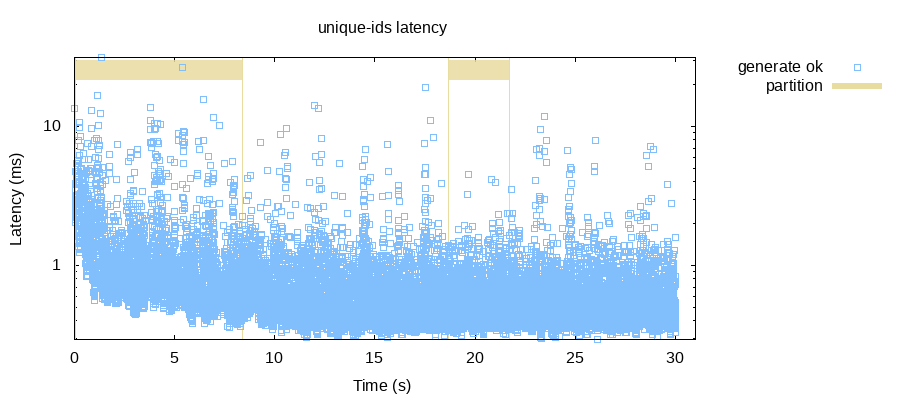 unique-ids latency
generate ok
partition
10
1
Latency (ms)
0 5 10 15 20 25 30
Time (s)